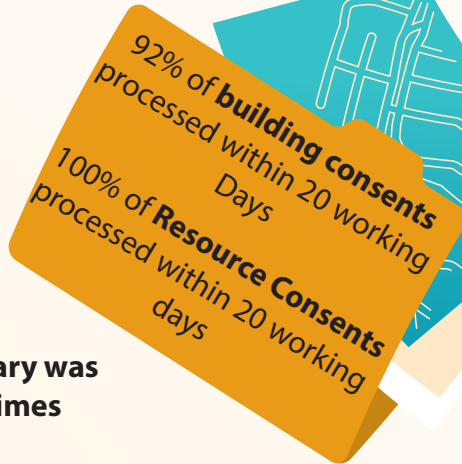 92% of building consents
processed within 20 working
Days
100% of Resource Consents
processed within 20 working
days
ary was
imes